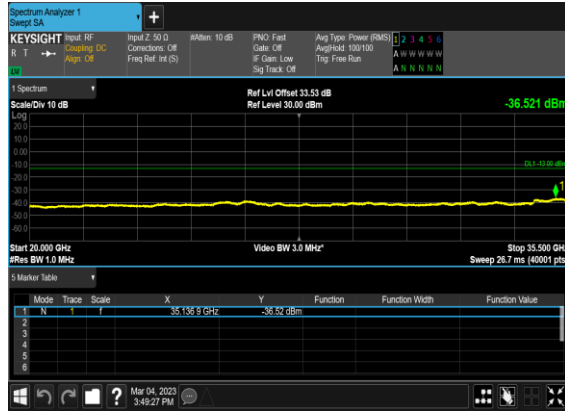 Spectrum Analyzer 1
Swept SA
+
KEYSIGHT Input: RF Input Z: 50 Ω #Atten: 10 dB PNO: Fast Avg Type: Power (RMS) 1 2 3 4 5 6
R T Coupling: DC Corrections: Off Gate: Off Avg|Hold: 100/100 A W W W W W
Align: Off Freq Ref: Int (S) IF Gain: Low Trig: Free Run
Sig Track: Off A N N N N N
1 Spectrum Ref Lvl Offset 33.53 dB
Scale/Div 10 dB Ref Level 30.00 dBm -36.521 dBm
Log
20.0
10.0
0.00
-10.0 DL1 -13.00 dBm
-20.0
-30.0 1
-40.0
-50.0
-60.0
Start 20.000 GHz Video BW 3.0 MHz* Stop 35.500 GHz
#Res BW 1.0 MHz Sweep 26.7 ms (40001 pts)
5 Marker Table
Mode Trace Scale X Y Function Function Width Function Value
1 N 1 f 35.136 9 GHz -36.52 dBm
2
3
4
5
6
? Mar 04, 2023
3:49:27 PM